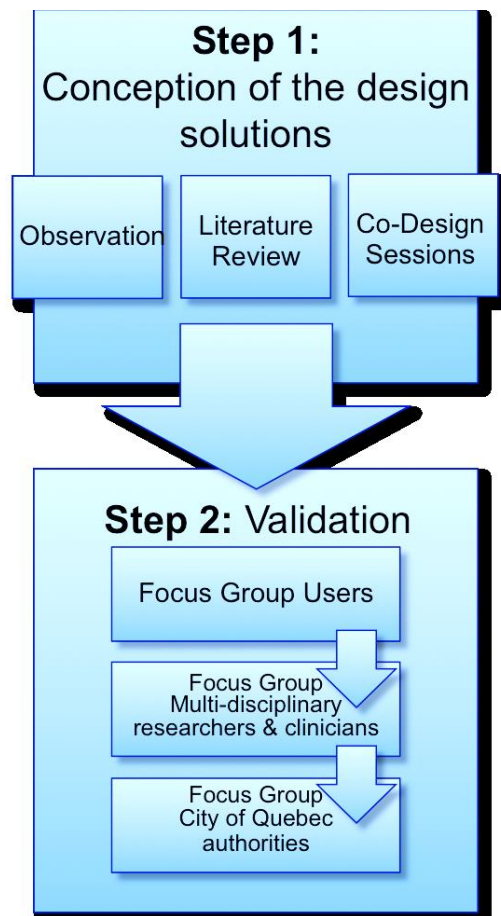 Step 1:
Conception of the design
solutions
Observation
Literature
Review
Co-Design
Sessions
Step 2: Validation
Focus Group Users
Focus Group
Multi-disciplinary
researchers & clinicians
Focus Group
City of Quebec
authorities